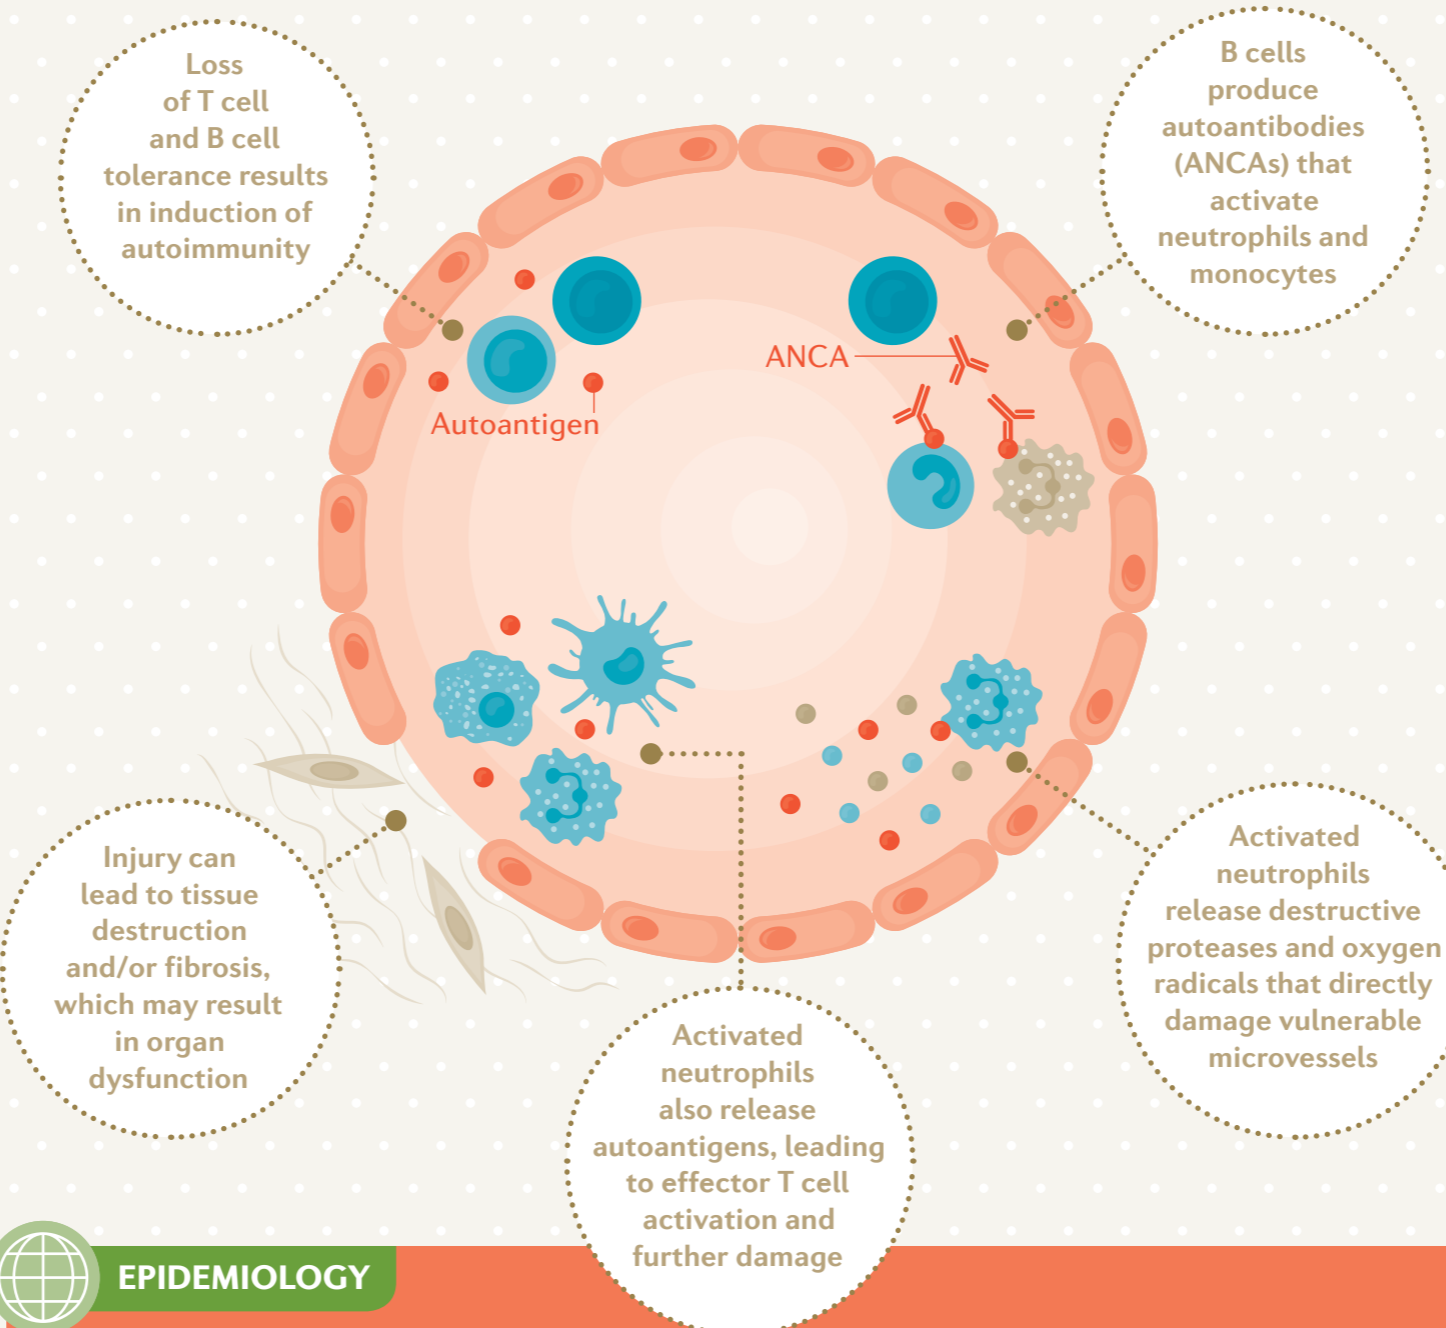 Loss
of T cell
and B cell
tolerance results
in induction of
autoimmunity
B cells
produce
autoantibodies
(ANCAs) that
activate
neutrophils and
monocytes
ANCA
Autoantigen
Injury can
lead to tissue
destruction
and/or fibrosis,
which may result
in organ
dysfunction
Activated
neutrophils
also release
autoantigens, leading
to effector T cell
activation and
further damage
Activated
neutrophils
release destructive
proteases and oxygen
radicals that directly
damage vulnerable
microvessels
EPIDEMIOLOGY